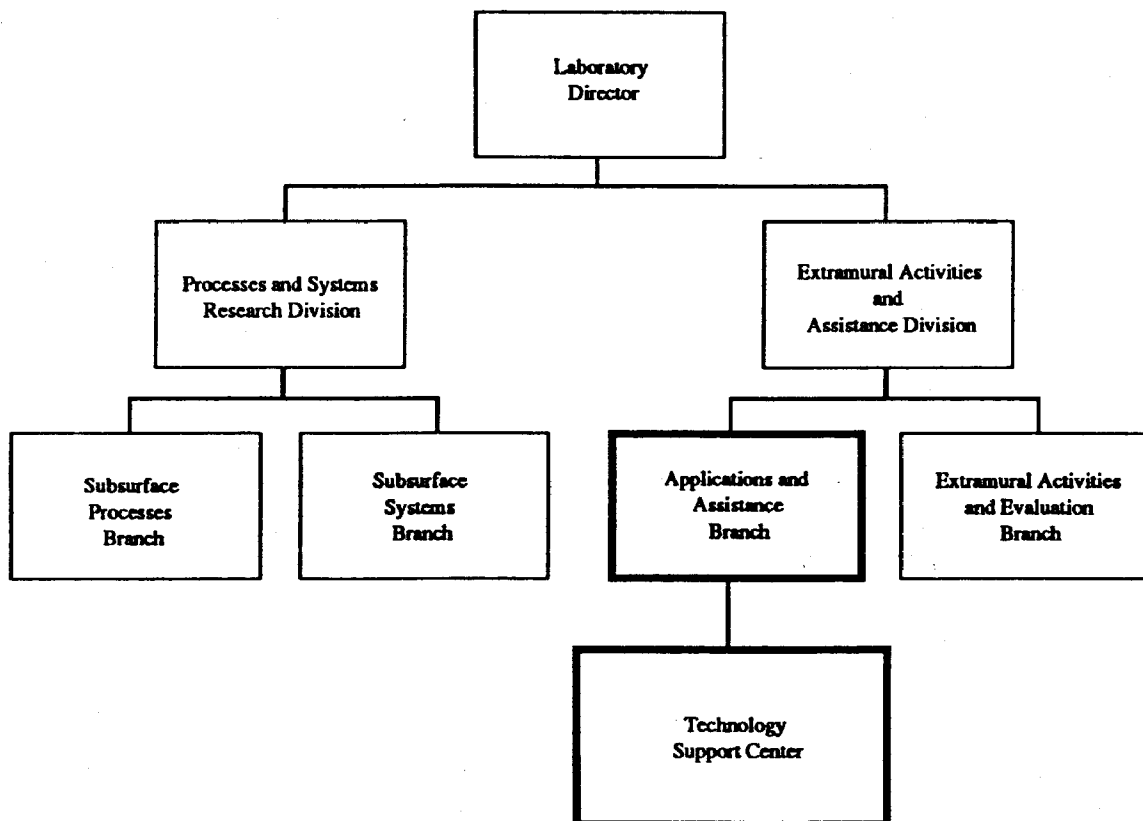 Laboratory
Director
Processes and Systems
Research Division
Extramural Activities
and
Assistance Division
Subsurface
Processes
Branch
Subsurface
Systems
Branch
Applications and
Assistance
Branch
Extramural Activities
and Evaluation
Branch
Technology
Support Center